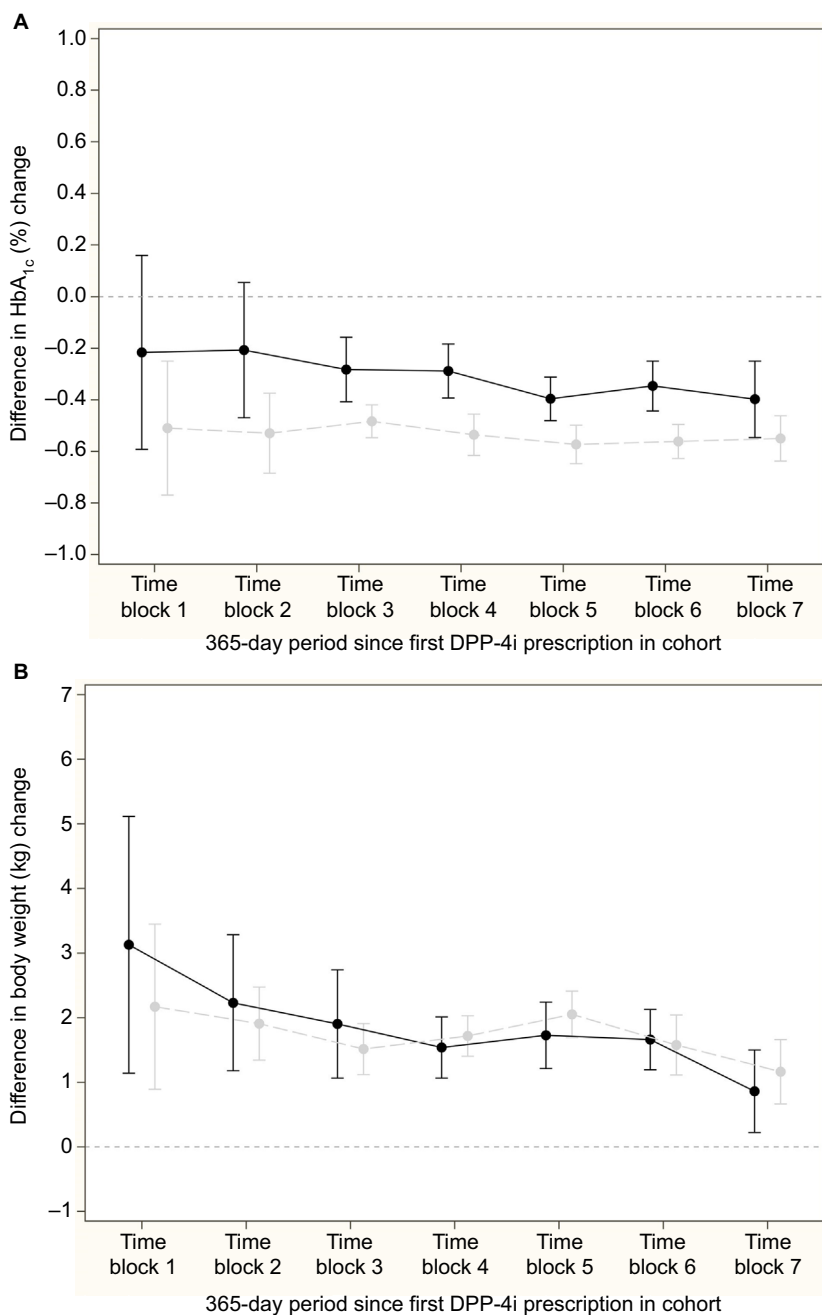 A
Difference in HbA1c (%) change
1.0
0.8
0.6
0.4
0.2
0.0
–0.2
–0.4
–0.6
–0.8
–1.0
Time block 1
Time block 2
Time block 3
Time block 4
Time block 5
Time block 6
Time block 7
365-day period since first DPP-4i prescription in cohort
B
Difference in body weight (kg) change
7
6
5
4
3
2
1
0
–1
Time block 1
Time block 2
Time block 3
Time block 4
Time block 5
Time block 6
Time block 7
365-day period since first DPP-4i prescription in cohort